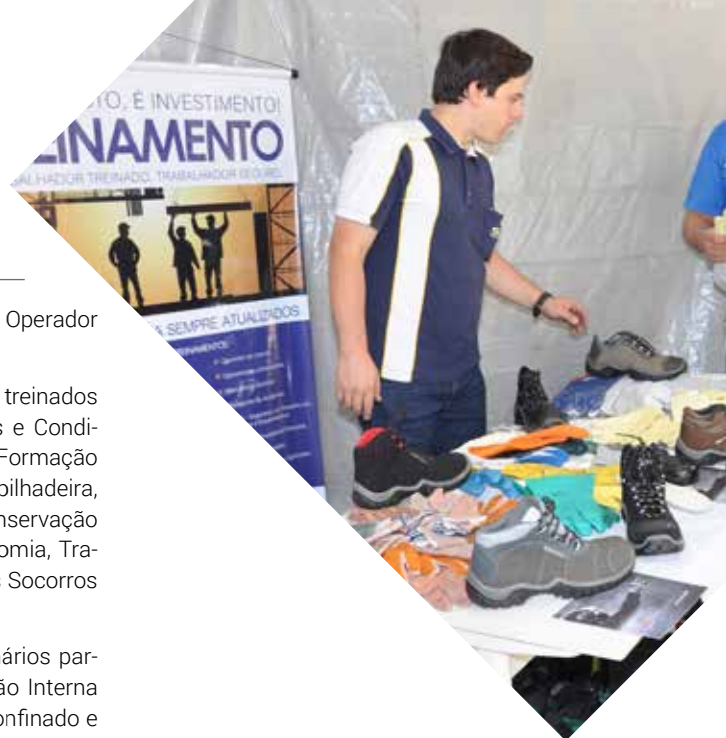 TO, É INVESTIMENTO!
INAMENTO
TRABALHADOR TREINADO, TRABALHADOR SEGURO.
SEMPRE ATUALIZADOS
Operador
treinados
s e Condi-
Formação
pilhadeira,
nservação
omia, Tra-
s Socorros
ários par-
ão Interna
onfinado e